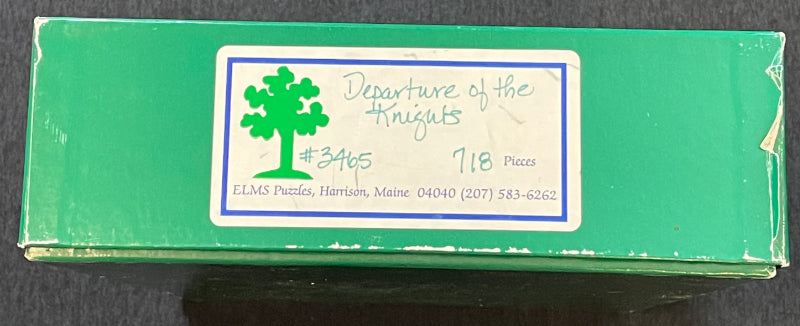 Departure of the
Knights
#3465 718 Pieces
ELMS Puzzles, Harrison, Maine 04040 (207) 583-6262